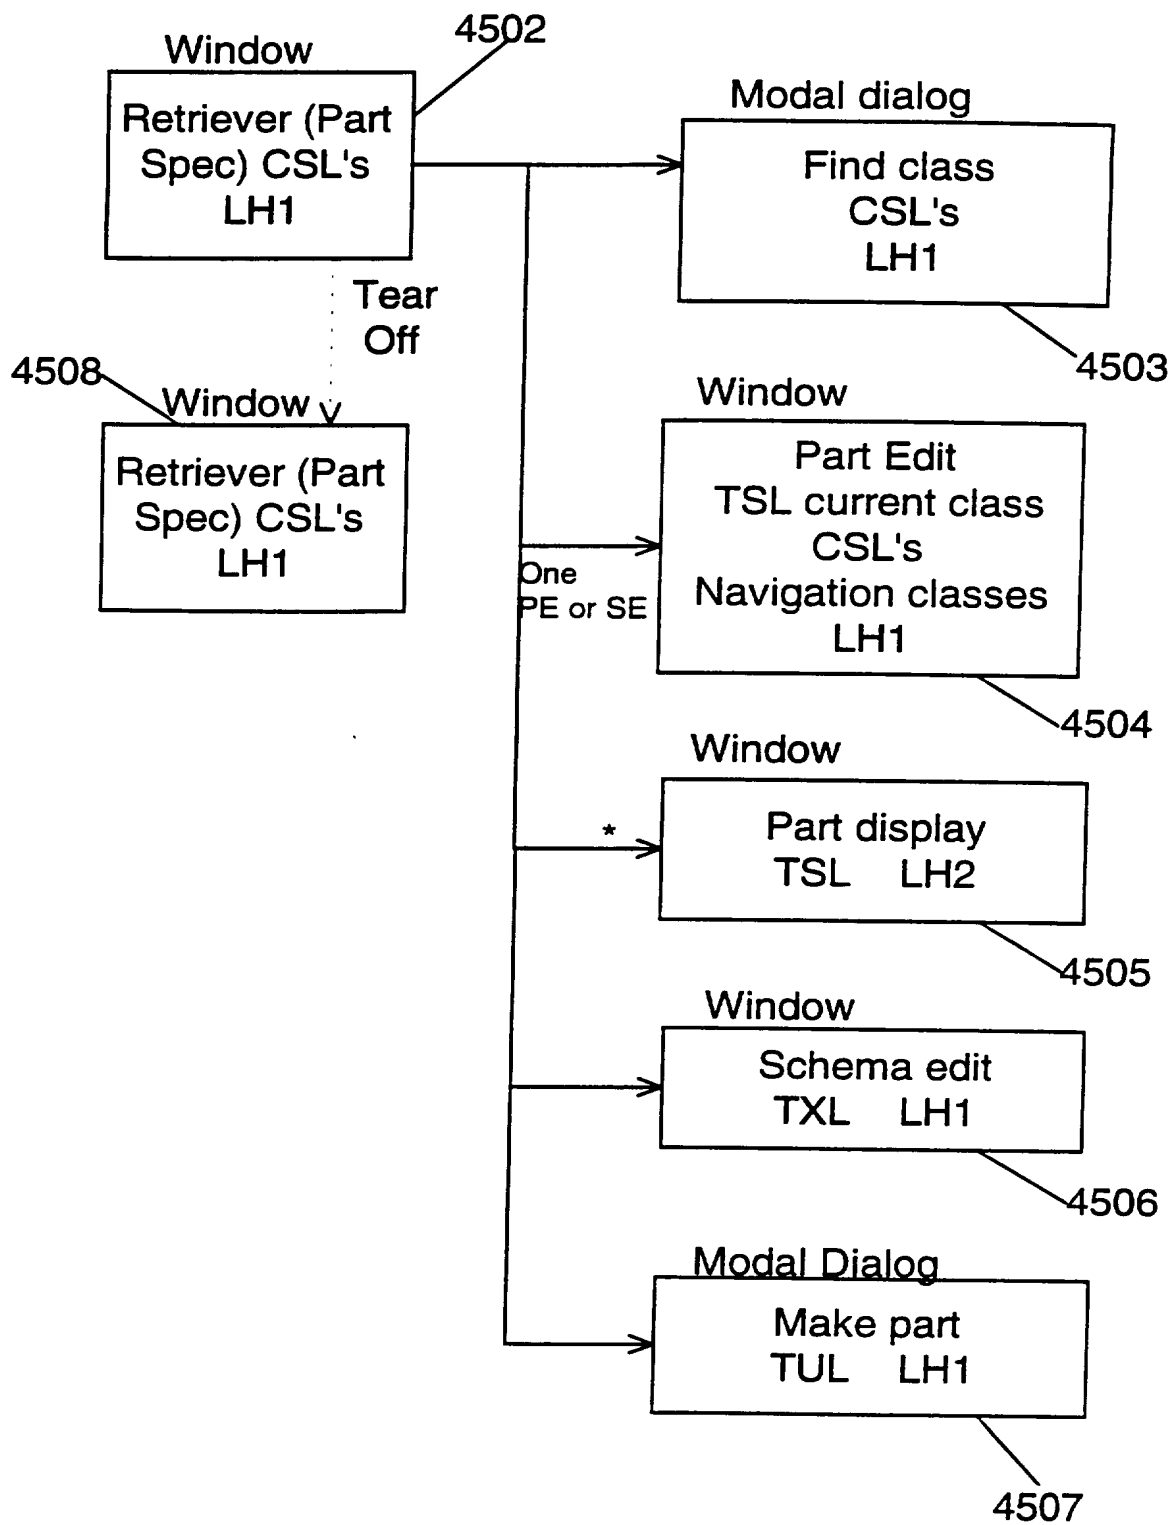 4502
Window
Retriever (Part
Spec) CSL's
LH1
Tear
Off
4508
Window
Retriever (Part
Spec) CSL's
LH1
Modal dialog
Find class
CSL's
LH1
4503
Window
Part Edit
TSL current class
CSL's
Navigation classes
LH1
One
PE or SE
4504
Window
*
Part display
TSL LH2
4505
Window
Schema edit
TXL LH1
4506
Modal Dialog
Make part
TUL LH1
4507